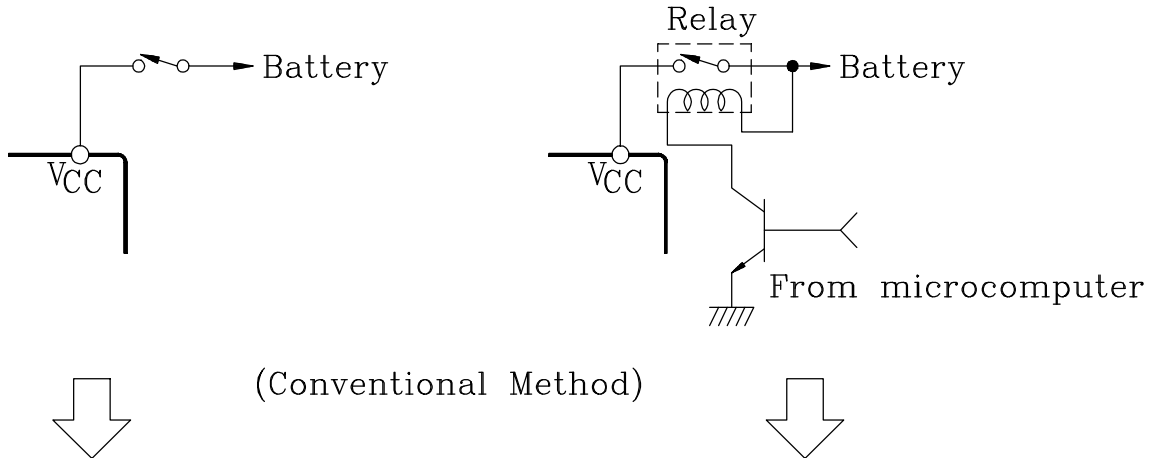 Relay
Battery
Battery
VCC
VCC
From microcomputer
(Conventional Method)